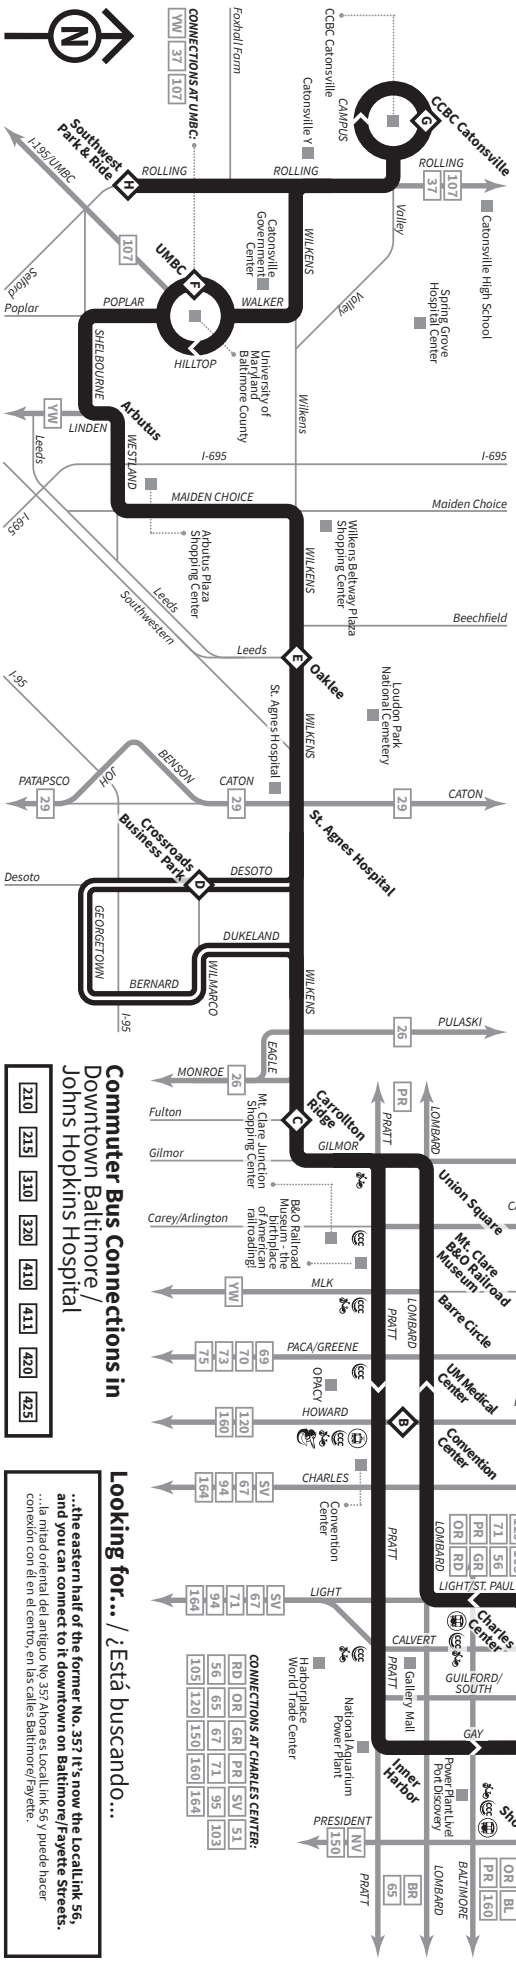 N
CONNECTIONS AT UMBC:
YW 37 107
Foxhall Farm
CCBC Catonsville
Catonsville Y
CAMPUS
G
CCBC Catonsville
ROLLING
37 107
Catonsville High School
Southwest
Park & Ride
H
ROLLING
ROLLING
I-195/UMBC
107
Selford
Poplar
POPLAR
UMBC
F
Catonsville
Government
Center
WALKER
WILKENS
Valley
Valley
Spring Grove
Hospital Center
HILLTOP
University of
Maryland
Baltimore County
SHELBOURNE
Arbutus
YW
LINDEN
WESTLAND
Leeds
Wilkens
I-695
I-695
I-695
MAIDEN CHOICE
Maiden Choice
Arbutus Plaza
Shopping Center
WILKENS
Wilkens Beltway Plaza
Shopping Center
Leeds
Southwestern
Beechfield
Leeds
E
Oaklee
St. Agnes Hospital
WILKENS
Loudon Park
National Cemetery
I-95
PATAPSCO
29
JOH
BENSON
CATON
29
29
CATON
St. Agnes Hospital
Crossroads
Business Park
D
Desoto
DESOTO
GEORGETOWN
DUKELAND
BERNARD
WILMARCO
I-95
WILKENS
26
PULASKI
EAGLE
MONROE
26
Fulton
C
Carrollton
Ridge
Gilmor
GILMOR
PR
PRATT
LOMBARD
Mt. Clare Junction
Shopping Center
Union Square
Carey/Arlington
B&O Railroad
Museum - the
birthplace
of American
railroading!
Mt. Clare
B&O Railroad
Museum
YW
MLK
PRATT
LOMBARD
Barre Circle
75 73 70 69
PACA/GREENE
OPACY
UM Medical
Center
160 120
HOWARD
B
Convention
Center
164 94 67 SV
CHARLES
Convention
Center
PRATT
LOMBARD
OR RD
PR GR
71 56
LIGHT/ST. PAUL
164 94 71 67 SV
LIGHT
Charles
Center
CALVERT
PRATT
Gallery Mall
GUILFORD/
SOUTH
Harborplace
World Trade Center
National Aquarium
Power Plant
GAY
Inner
Harbor
Power Plant Live!
Port Discovery
PRESIDENT
150 NV
PRATT
65 BR
LOMBARD
BALTIMORE
PR 160
OR BL
CONNECTIONS AT CHARLES CENTER:
RD OR GR PR SV 51
56 65 67 71 95 103
105 120 150 160 164
Commuter Bus Connections in
Downtown Baltimore/
Johns Hopkins Hospital
210 215 310 320 410 411 420 425
Looking for... / ¿Está buscando...
...the eastern half of the former No. 35? It's now the LocalLink 56,
and you can connect to it downtown on Baltimore/Fayette Streets.
...la mitad oriental del antiguo No. 35? Ahora es LocalLink 56 y puede hacer
conexión con él en el centro, en las calles Baltimore/Fayette.